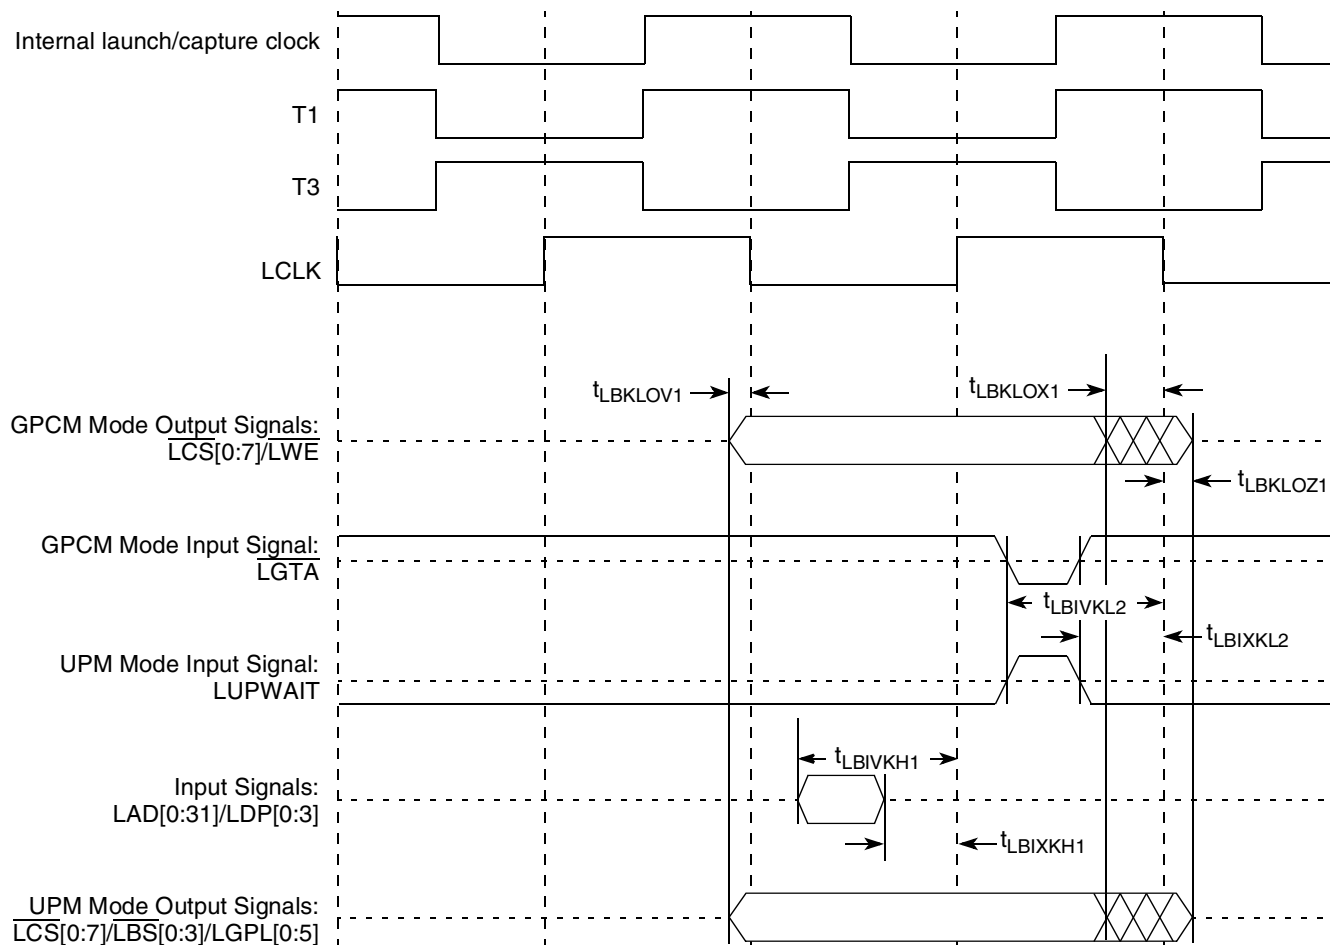 Internal launch/capture clock
T1
T3
LCLK
tLBKLOV1
tLBKLOX1
GPCM Mode Output Signals:
LCS[0:7]/LWE
tLBKLOZ1
GPCM Mode Input Signal:
LGTA
tLBIVKL2
tLBIXKL2
UPM Mode Input Signal:
LUPWAIT
tLBIVKH1
Input Signals:
LAD[0:31]/LDP[0:3]
tLBIXKH1
UPM Mode Output Signals:
LCS[0:7]/LBS[0:3]/LGPL[0:5]